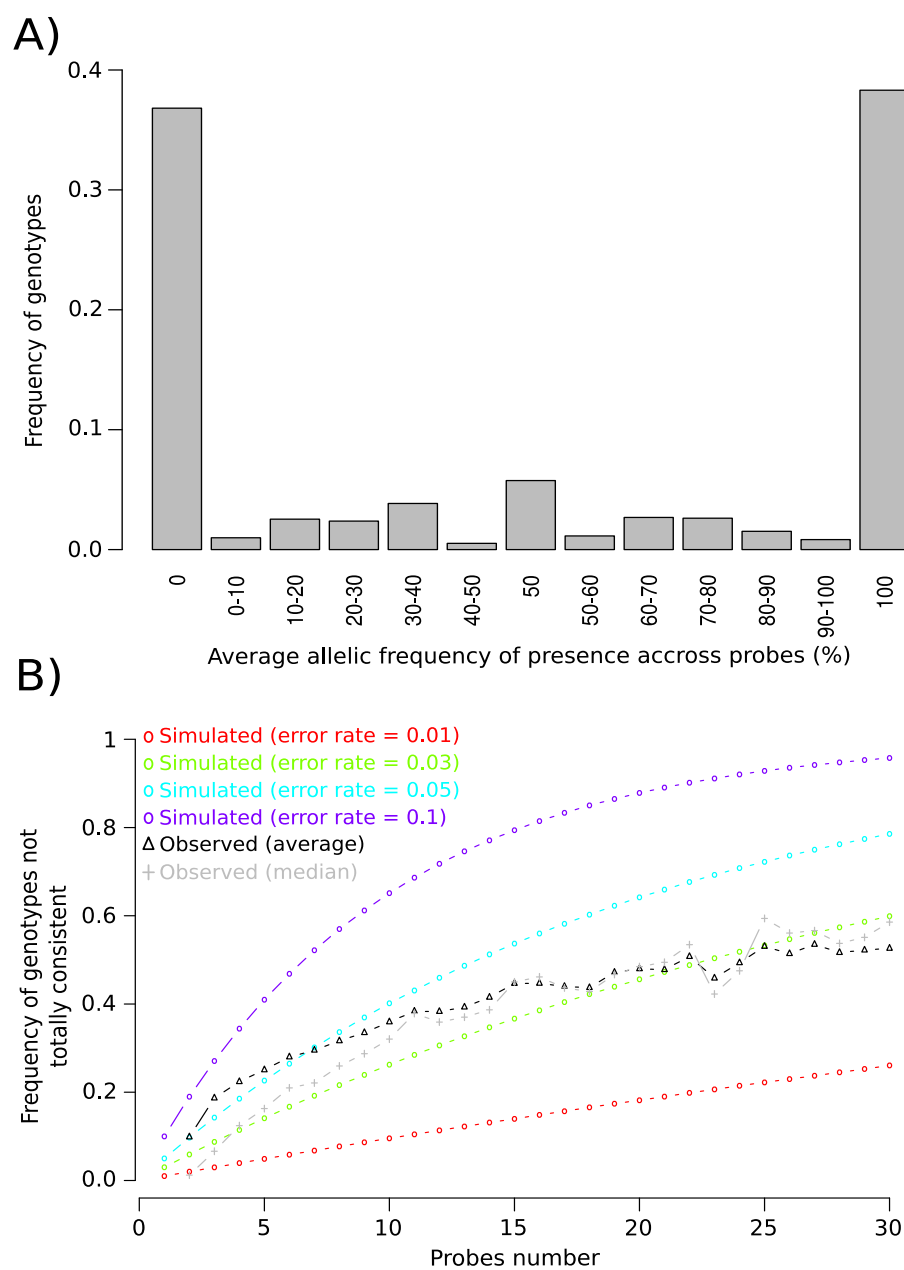 A)
0.4
0.3
0.2
0.1
0.0
Frequency of genotypes
0
0-10
10-20
20-30
30-40
40-50
50
50-60
60-70
70-80
80-90
90-100
100
Average allelic frequency of presence accross probes (%)
B)
Simulated (error rate = 0.01)
Simulated (error rate = 0.03)
Simulated (error rate = 0.05)
Simulated (error rate = 0.1)
Observed (average)
Observed (median)
1
0.8
0.6
0.4
0.2
0.0
Frequency of genotypes not
totally consistent
0 5 10 15 20 25 30
Probes number